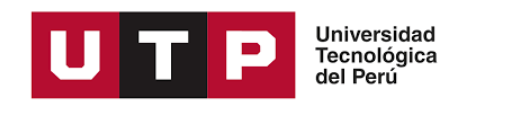 UTP
Universidad
Tecnológica
del Perú